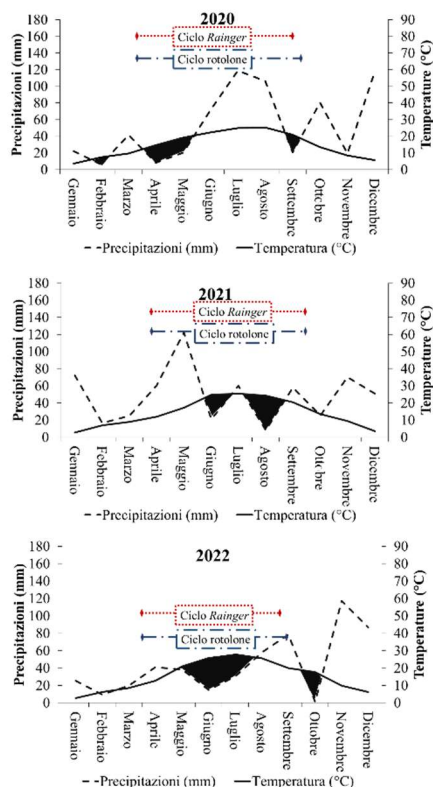 2020
Ciclo Rainger
Ciclo rotolone
Precipitazioni (mm)
180
160
140
120
100
80
60
40
20
0
90
80
70
60
50
40
30
20
10
0
Temperature (°C)
Gennaio
Febbraio
Marzo
Aprile
Maggio
Giugno
Luglio
Agosto
Settembre
Ottobre
Novembre
Dicembre
Precipitazioni (mm) Temperatura (°C)
2021
Ciclo Rainger
Ciclo rotolone
Precipitazioni (mm)
180
160
140
120
100
80
60
40
20
0
90
80
70
60
50
40
30
20
10
0
Temperature (°C)
Gennaio
Febbraio
Marzo
Aprile
Maggio
Giugno
Luglio
Agosto
Settembre
Ottobre
Novembre
Dicembre
Precipitazioni (mm) Temperatura (°C)
2022
Ciclo Rainger
Ciclo rotolone
Precipitazioni (mm)
180
160
140
120
100
80
60
40
20
0
90
80
70
60
50
40
30
20
10
0
Temperature (°C)
Gennaio
Febbraio
Marzo
Aprile
Maggio
Giugno
Luglio
Agosto
Settembre
Ottobre
Novembre
Dicembre
Precipitazioni (mm) Temperatura (°C)